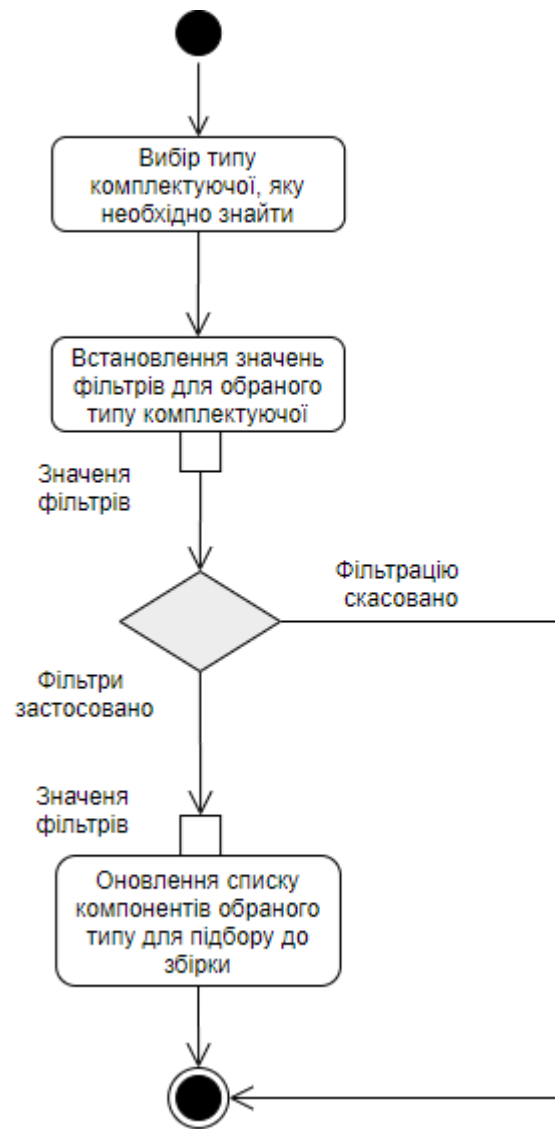 Вибір типу
комплектуючої, яку
необхідно знайти
Встановлення значень
фільтрів для обраного
типу комплектуючої
Значеня
фільтрів
Фільтрацію
скасовано
Фільтри
застосовано
Значеня
фільтрів
Оновлення списку
компонентів обраного
типу для підбору до
збірки